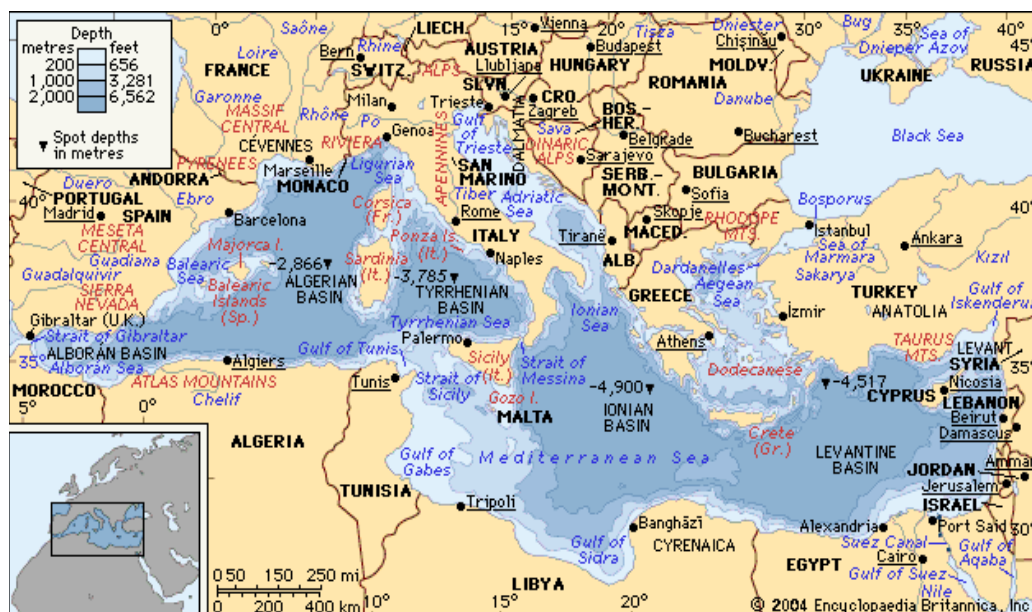 Depth
metres feet
200 656
1,000 3,281
2,000 6,562
Spot depths
in metres
0°
5°
10°
15°
20°
25°
30°
35°
40°
45°
LIECH.
Vienna
Tisza
Dniester
Chișinău
Bug
Sea of
Azov
Dnieper
Saône
Loire
Bern
Rhine
AUSTRIA
Budapest
MOLDV.
FRANCE
SWITZ.
ALPS
Llubljana
HUNGARY
ROMANIA
UKRAINE
RUSSIA
SLVN.
CRO.
Zagreb
Garonne
Rhône
Milan
Trieste
Po
Genoa
Gulf
of
Trieste
DALMATIA
BOS.-
HER.
Sava
DINARIC
ALPS
Belgrade
Danube
Bucharest
Black Sea
MASSIF
CENTRAL
CÉVENNES
RIVIERA
Marseille
MONACO
Ligurian
Sea
APENNINES
SAN
MARINO
Sarajevo
SERB.-
MONT.
BULGARIA
Sofia
PYRENEES
ANDORRA
Duero
PORTUGAL
Madrid
SPAIN
Ebro
Barcelona
Corsica
(Fr.)
Tiber
Rome
Adriatic
Sea
Skopje
MACED.
RHODOPE
MTS.
Bosporus
Istanbul
Ankara
MESETA
CENTRAL
Guadiana
Majorca I.
Balearic
Sea
Balearic
Islands
(Sp.)
Ponza Is.
(It.)
Sardinia
(It.)
ITALY
Naples
Tiranë
ALB.
Sea of
Marmara
Sakarya
Kızıl
Guadalquivir
SIERRA
NEVADA
-2,866
ALGERIAN
BASIN
-3,785
TYRRHENIAN
BASIN
Dardanelles
Aegean
Sea
GREECE
TURKEY
ANATOLIA
Gulf of
Iskenderun
Gibraltar (U.K.)
Strait of Gibraltar
ALBORÁN BASIN
Alborán Sea
Tyrrhenian Sea
Palermo
Ionian
Sea
Athens
İzmir
TAURUS
MTS.
LEVANT
SYRIA
35°
35°
MOROCCO
Algiers
Gulf of Tunis
Sicily
(It.)
Strait of
Messina
Dodecanese
-4,517
CYPRUS
Nicosia
ATLAS MOUNTAINS
Chelif
Tunis
Strait of
Sicily
Gozo I.
MALTA
-4,900
IONIAN
BASIN
LEBANON
Beirut
Damascus
5°
0°
ALGERIA
Crete
(Gr.)
LEVANTINE
BASIN
Gulf of
Gabes
Mediterranean Sea
JORDAN
Amman
Jerusalem
TUNISIA
Tripoli
ISRAEL
Banghāzī
Alexandria
Port Said
30°
Gulf of
Sidra
CYRENAICA
Suez Canal
EGYPT
Cairo
Gulf of
Aqaba
Gulf of Suez
Nile
0 50 150 250 mi
0 200 400 km
LIBYA
10°
15°
20°
© 2004 Encyclopaedia Britannica, Inc.